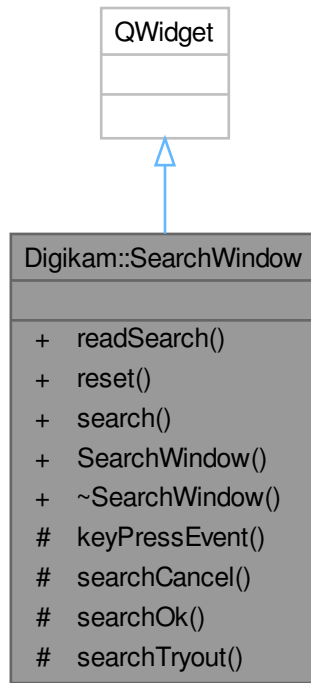 QWidget
Digikam::SearchWindow
+ readSearch()
+ reset()
+ search()
+ SearchWindow()
+ ~SearchWindow()
# keyPressEvent()
# searchCancel()
# searchOk()
# searchTryout()